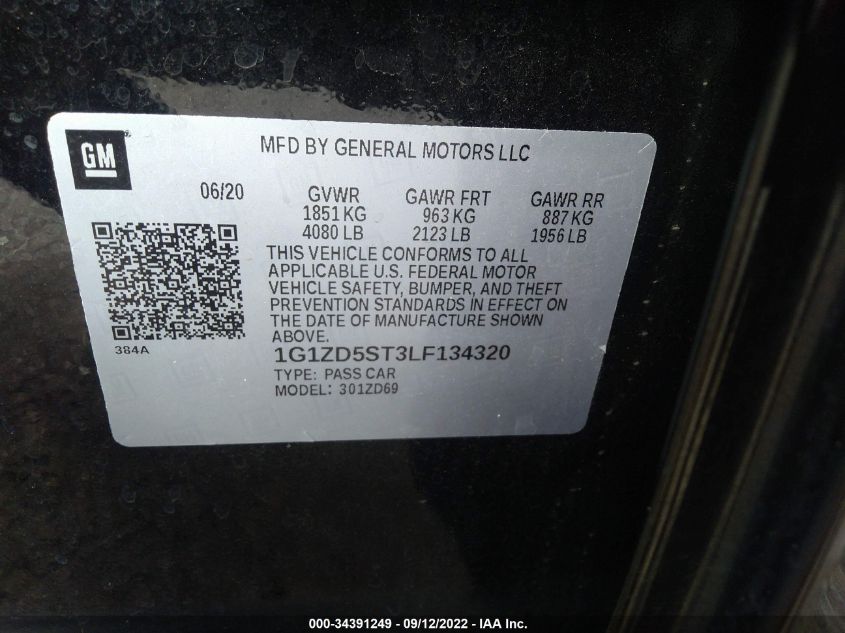 GM
MFD BY GENERAL MOTORS LLC
06/20 GVWR GAWR FRT GAWR RR
1851 KG 963 KG 887 KG
4080 LB 2123 LB 1956 LB
THIS VEHICLE CONFORMS TO ALL
APPLICABLE U.S. FEDERAL MOTOR
VEHICLE SAFETY, BUMPER, AND THEFT
PREVENTION STANDARDS IN EFFECT ON
THE DATE OF MANUFACTURE SHOWN
ABOVE.
384A
1G1ZD5ST3LF134320
TYPE: PASS CAR
MODEL: 301ZD69
000-34391249 - 09/12/2022 - IAA Inc.